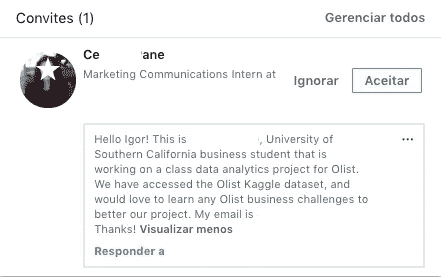 Convites (1)
Gerenciar todos
Ce ane
Marketing Communications Intern at
Ignorar
Aceitar
Hello Igor! This is , University of
Southern California business student that is
working on a class data analytics project for Olist.
We have accessed the Olist Kaggle dataset, and
would love to learn any Olist business challenges to
better our project. My email is
Thanks! Visualizar menos
Responder a